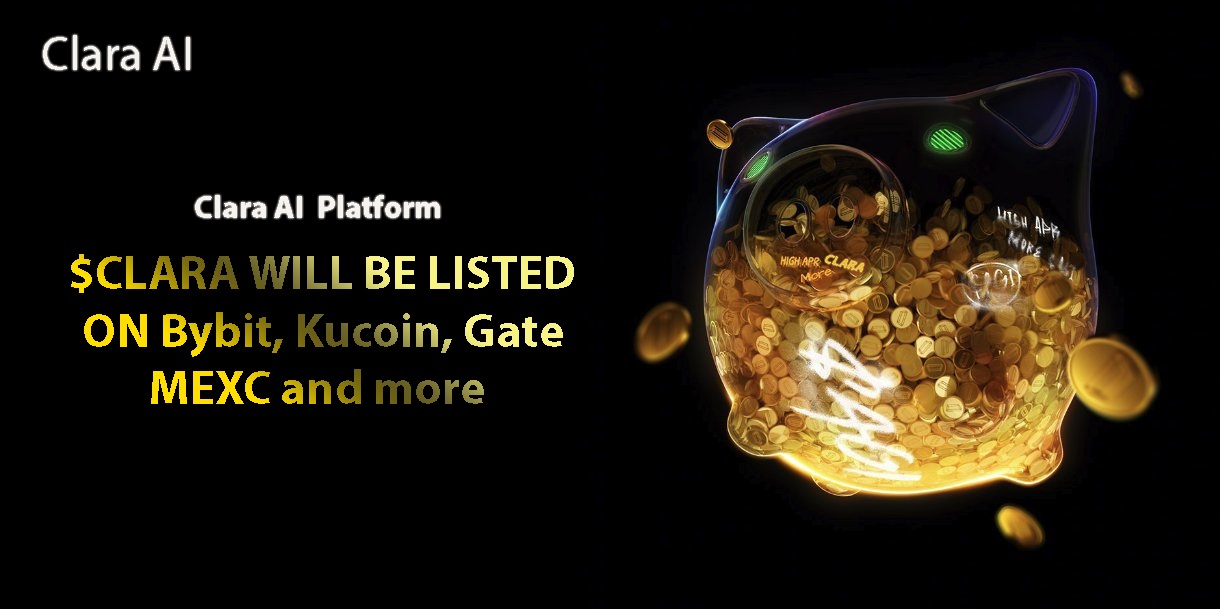 Clara AI
Clara AI Platform
$CLARA WILL BE LISTED
ON Bybit, Kucoin, Gate
MEXC and more
HIGH APR CLARA
More
HIGH APR
MORE